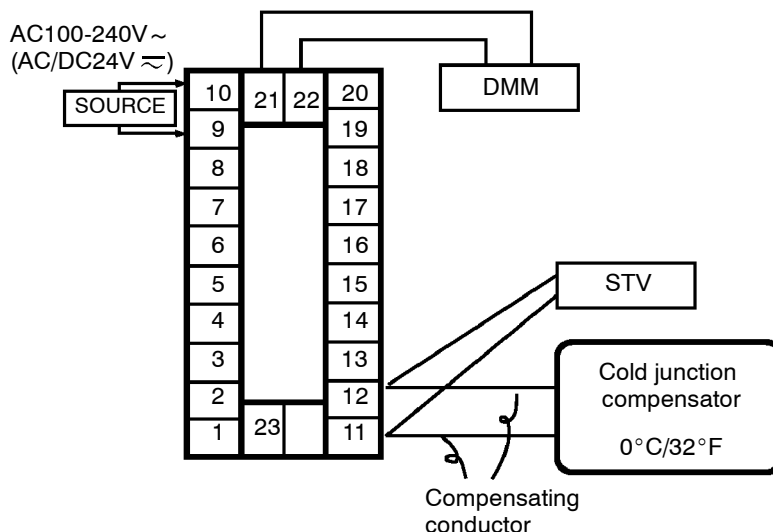 AC100-240V ~
(AC/DC24V ⎓)
SOURCE
DMM
10 21 22 20
9 19
8 18
7 17
6 16
5 15
4 14
3 13
2 12
1 23 11
STV
Cold junction
compensator
0°C/32°F
Compensating
conductor